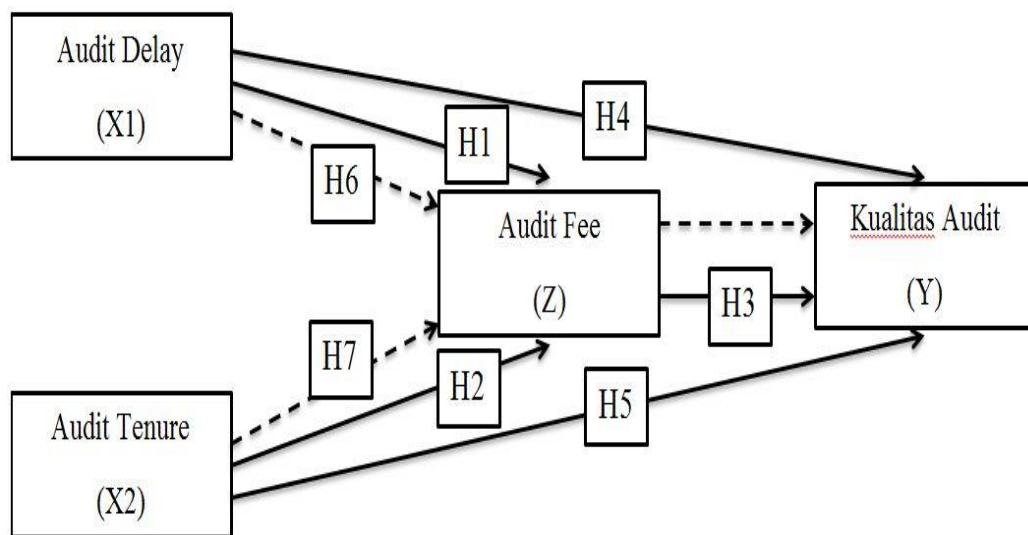 Audit Delay
(X1)
H4
H1
H6
Audit Fee
(Z)
Kualitas Audit
(Y)
H3
H7
H2
H5
Audit Tenure
(X2)